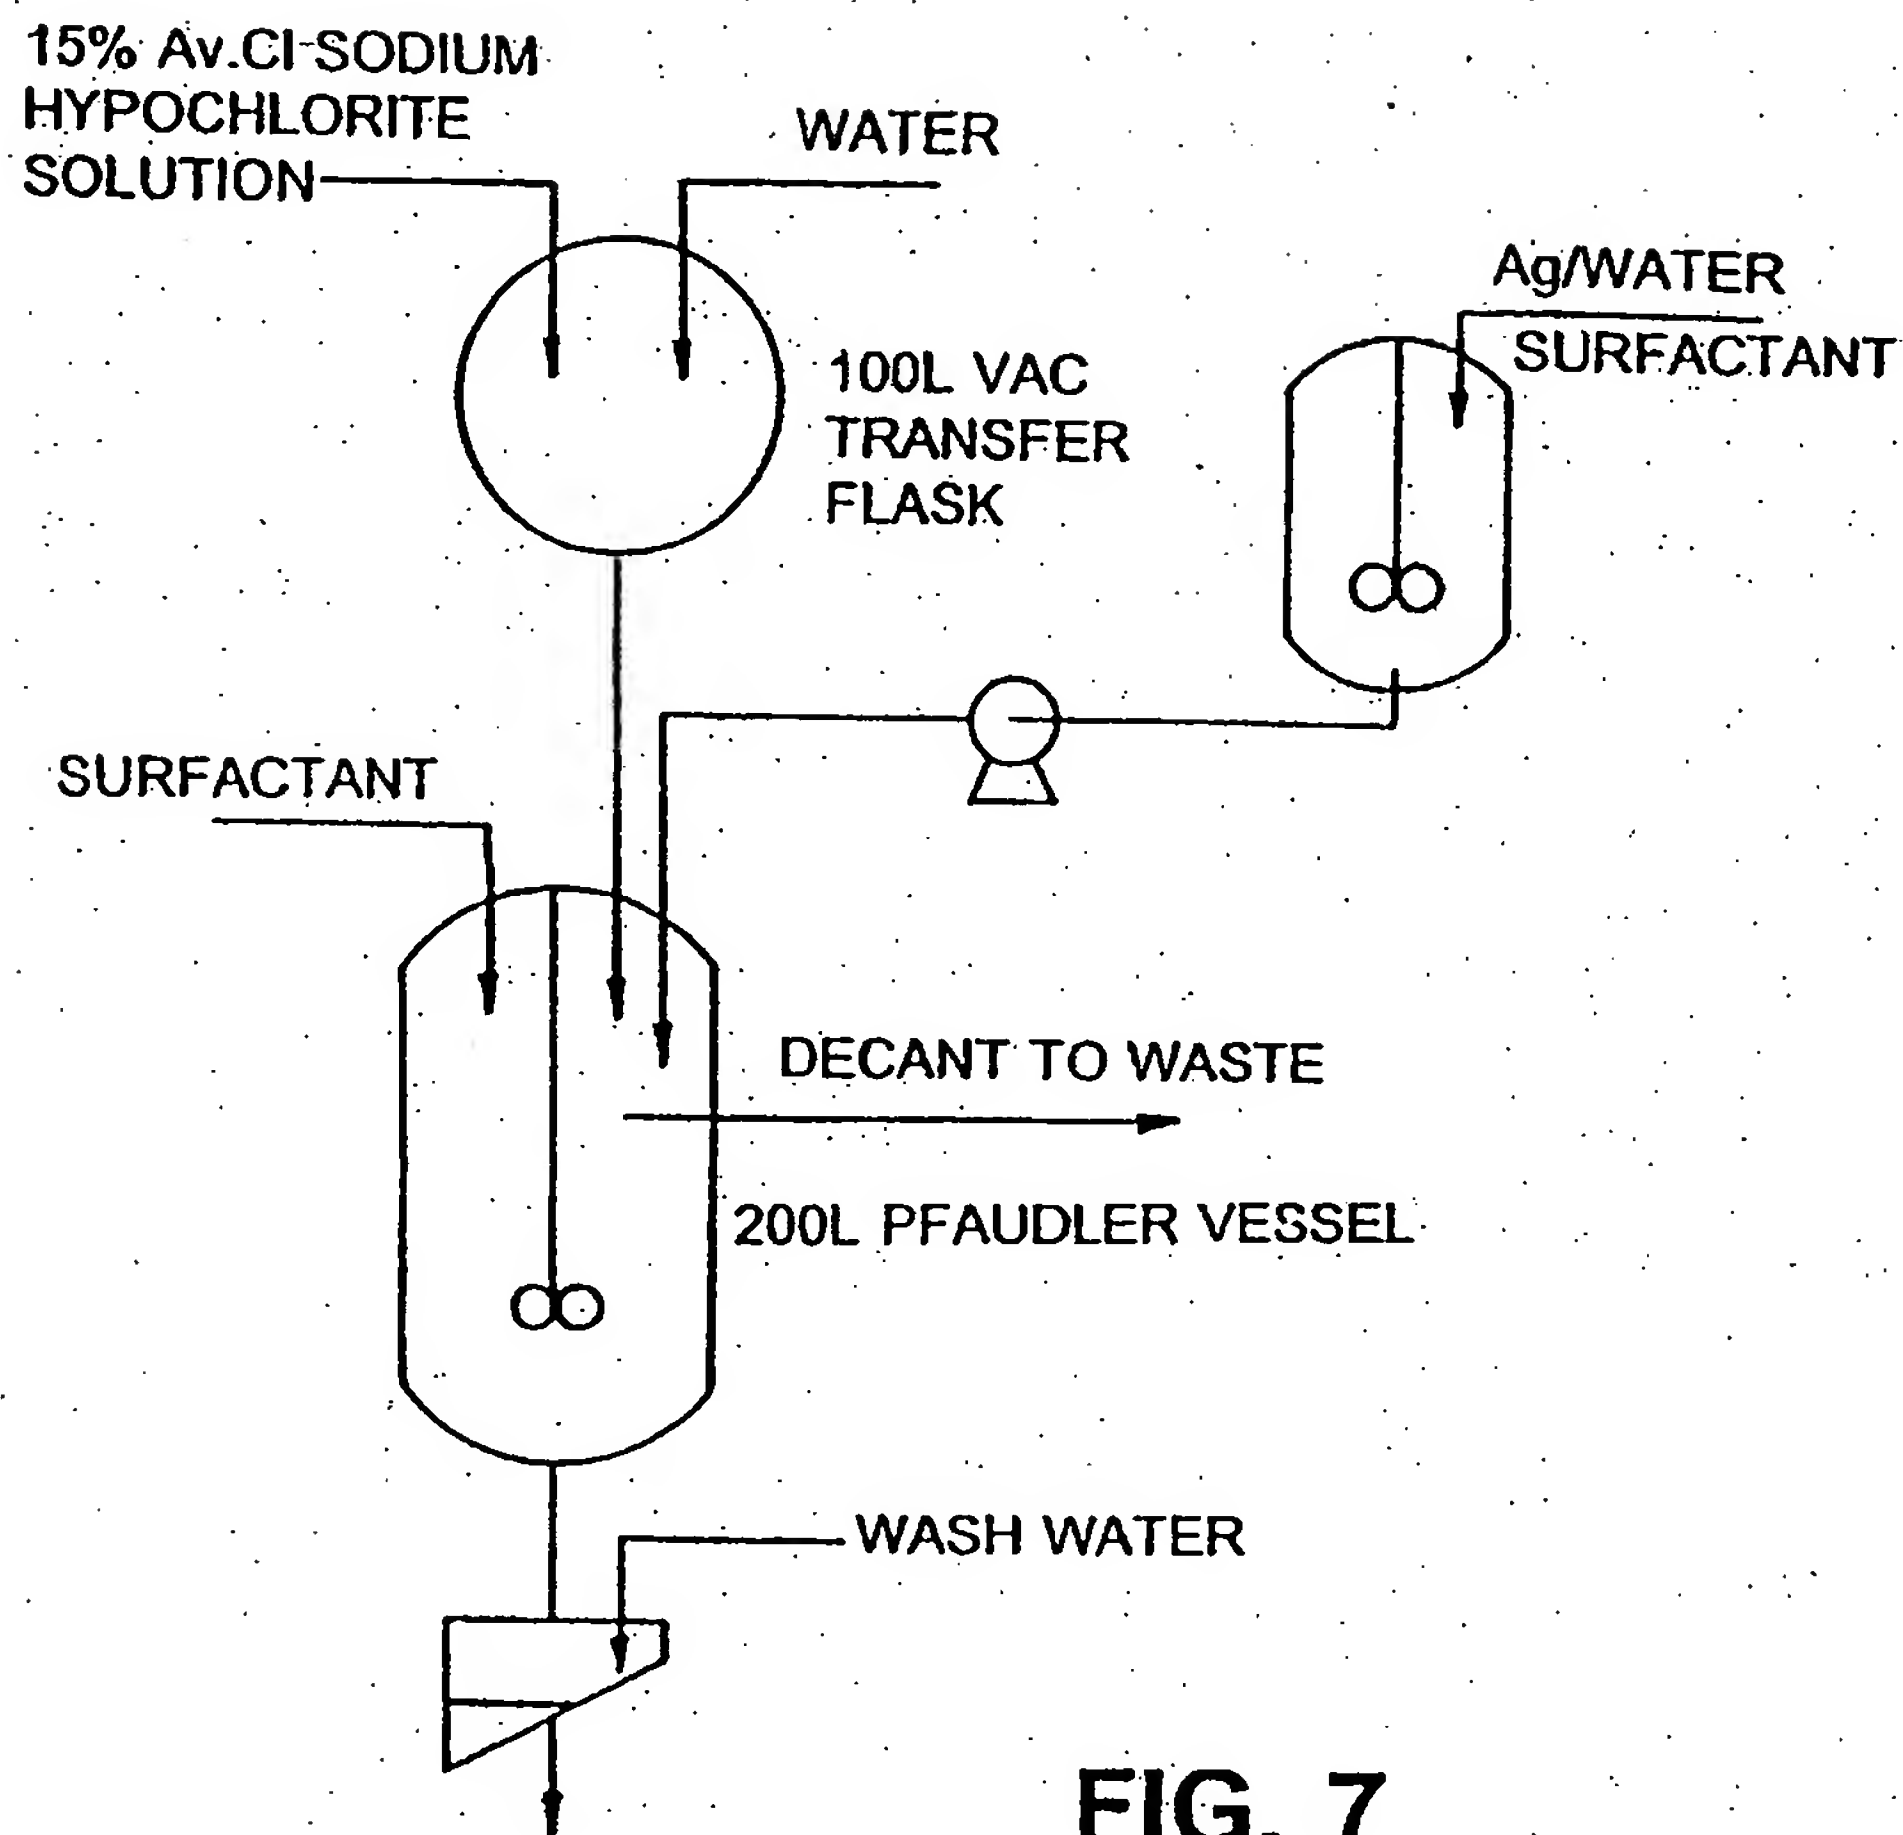 15% Av.Cl-SODIUM
HYPOCHLORITE
SOLUTION
WATER
Ag/WATER
SURFACTANT
100L VAC
TRANSFER
FLASK
SURFACTANT
DECANT TO WASTE
200L PFAUDLER VESSEL
WASH WATER
FIG. 7